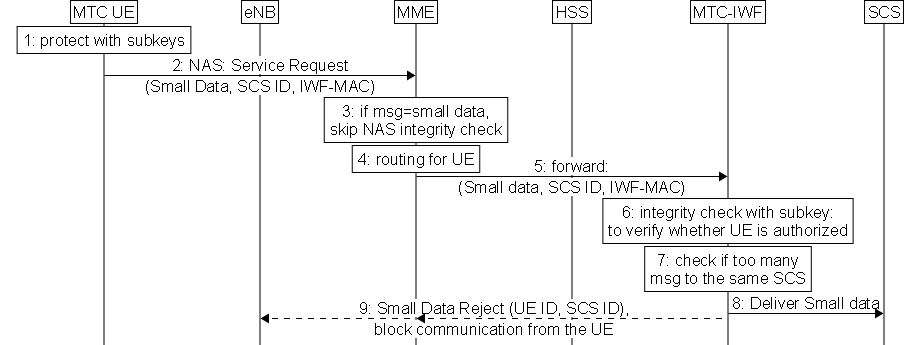 MTC UE
eNB
MME
HSS
MTC-IWF
SCS
1: protect with subkeys
2: NAS: Service Request
(Small Data, SCS ID, IWF-MAC)
3: if msg=small data,
skip NAS integrity check
4: routing for UE
5: forward:
(Small data, SCS ID, IWF-MAC)
6: integrity check with subkey:
to verify whether UE is authorized
7: check if too many
msg to the same SCS
8: Deliver Small data
9: Small Data Reject (UE ID, SCS ID),
block communication from the UE